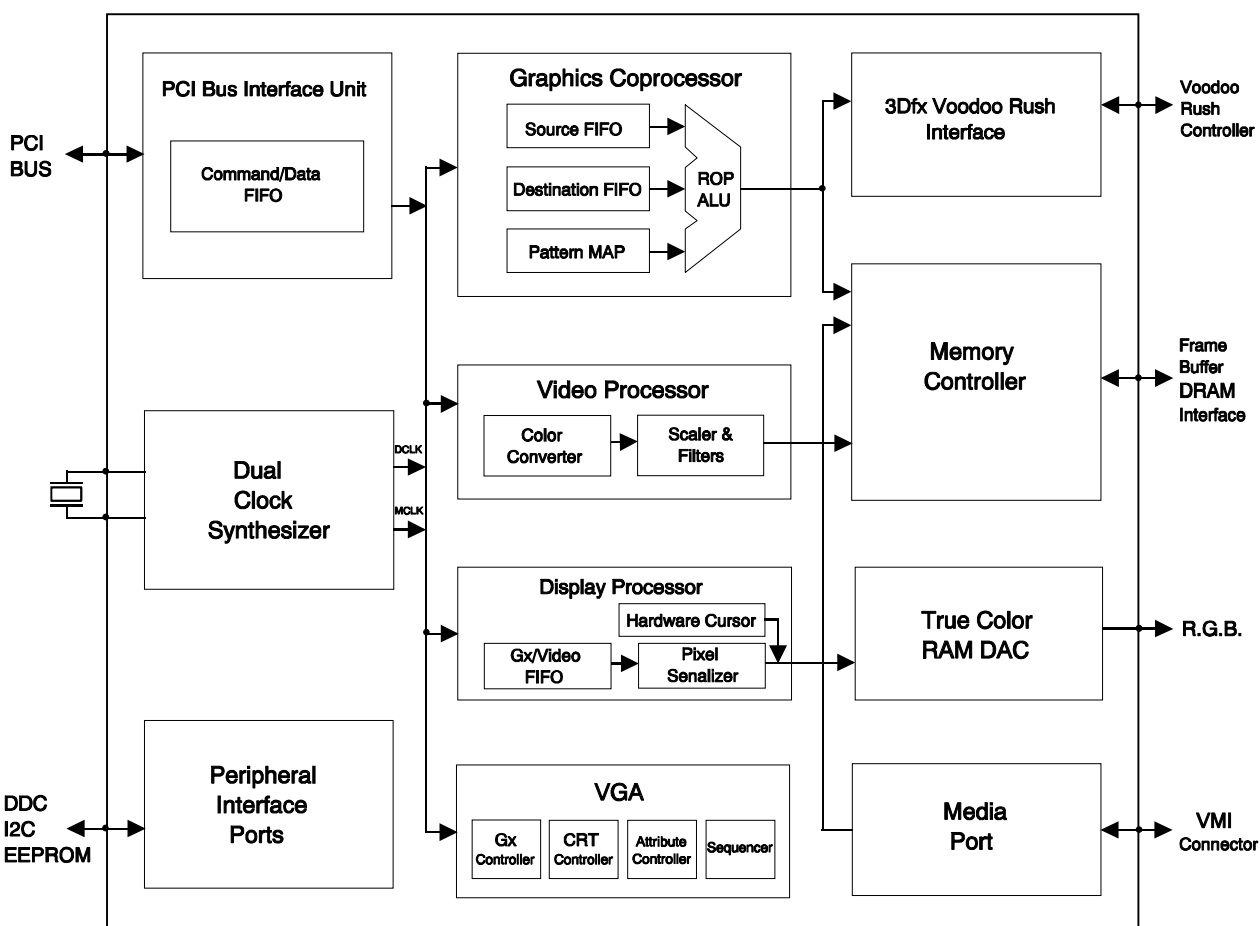 PCI Bus Interface Unit
Command/Data
FIFO
PCI
BUS
Graphics Coprocessor
Source FIFO
Destination FIFO
Pattern MAP
ROP
ALU
3Dfx Voodoo Rush
Interface
Voodoo
Rush
Controller
Memory
Controller
Frame
Buffer
DRAM
Interface
Video Processor
Color
Converter
Scaler &
Filters
Dual
Clock
Synthesizer
DCLK
MCLK
Display Processor
Hardware Cursor
Gx/Video
FIFO
Pixel
Senalizer
True Color
RAM DAC
R.G.B.
Peripheral
Interface
Ports
DDC
I2C
EEPROM
VGA
Gx
Controller
CRT
Controller
Attribute
Controller
Sequencer
Media
Port
VMI
Connector